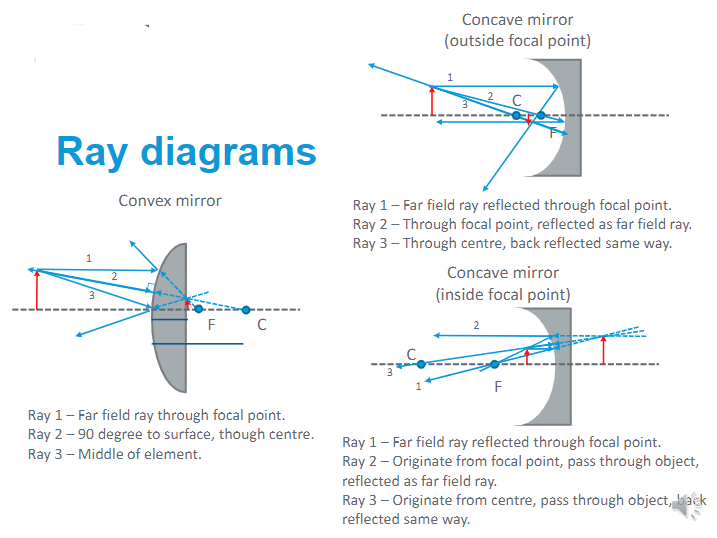 Ray diagrams
Convex mirror
1
2
3
F
C
Ray 1 – Far field ray through focal point.
Ray 2 – 90 degree to surface, though centre.
Ray 3 – Middle of element.
Concave mirror
(outside focal point)
1
2
3
C
F
Ray 1 – Far field ray reflected through focal point.
Ray 2 – Through focal point, reflected as far field ray.
Ray 3 – Through centre, back reflected same way.
Concave mirror
(inside focal point)
2
C
3
1
F
Ray 1 – Far field ray reflected through focal point.
Ray 2 – Originate from focal point, pass through object,
reflected as far field ray.
Ray 3 – Originate from centre, pass through object, back
reflected same way.